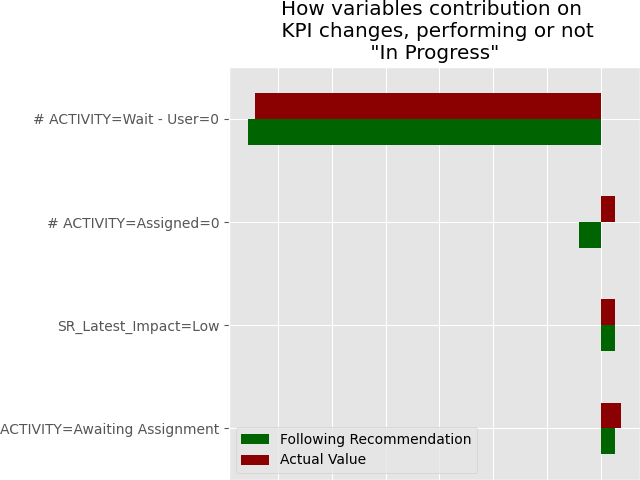 How variables contribution on
KPI changes, performing or not
"In Progress"
# ACTIVITY=Wait - User=0
# ACTIVITY=Assigned=0
SR_Latest_Impact=Low
ACTIVITY=Awaiting Assignment
Following Recommendation
Actual Value